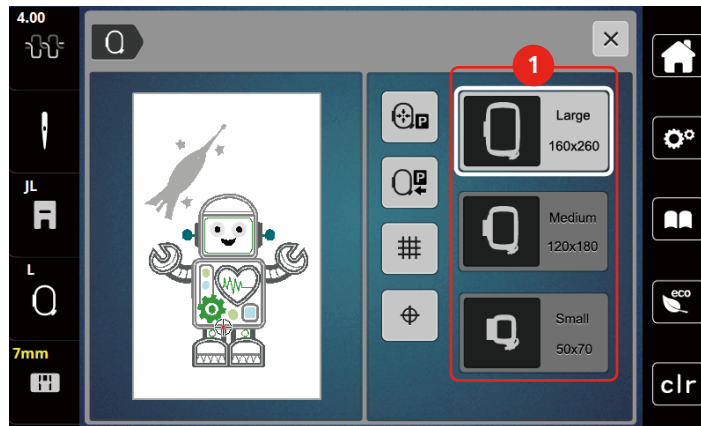 4.00
JL
L
7mm
1
P
P
Large
160x260
Medium
120x180
Small
50x70
eco
clr